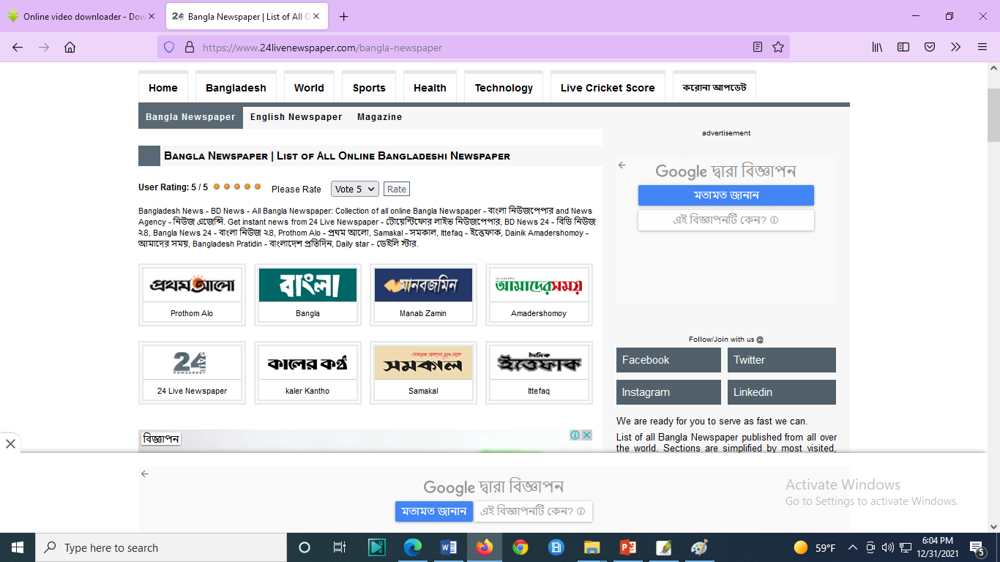 Online video downloader - Dow
Bangla Newspaper | List of All O
https://www.24livenewspaper.com/bangla-newspaper
Home
Bangladesh
World
Sports
Health
Technology
Live Cricket Score
করোনা আপডেট
Bangla Newspaper
English Newspaper
Magazine
advertisement
Bangla Newspaper | List of All Online Bangladeshi Newspaper
Google দ্বারা বিজ্ঞাপন
মতামত জানান
এই বিজ্ঞাপনটি কেন?
User Rating: 5 / 5
Please Rate
Vote 5
Rate
Bangladesh News - BD News - All Bangla Newspaper: Collection of all online Bangla Newspaper - বাংলা নিউজপেপার and News
Agency - নিউজ এজেন্সি. Get instant news from 24 Live Newspaper - টোয়েন্টিফোর লাইভ নিউজপেপার, BD News 24 - বিডি নিউজ
২৪, Bangla News 24 - বাংলা নিউজ ২৪, Prothom Alo - প্রথম আলো, Samakal - সমকাল, Ittefaq - ইত্তেফাক, Dainik Amadershomoy -
আমাদের সময়, Bangladesh Pratidin - বাংলাদেশ প্রতিদিন, Daily star - ডেইলি স্টার.
প্রথম আলো
বাংলা
মানবজমিন
আমাদের সময়
Prothom Alo
Bangla
Manab Zamin
Amadershomoy
24 LIVE
newspaper
কালের কণ্ঠ
সমকাল
দৈনিক
ইত্তেফাক
24 Live Newspaper
kaler Kantho
Samakal
Ittefaq
Follow/Join with us @
Facebook
Twitter
Instagram
Linkedin
We are ready for you to serve as fast we can.
List of all Bangla Newspaper published from all over
the world. Sections are simplified by most visited,
বিজ্ঞাপন
Google দ্বারা বিজ্ঞাপন
মতামত জানান
এই বিজ্ঞাপনটি কেন?
Activate Windows
Go to Settings to activate Windows.
Type here to search
59°F
6:04 PM
12/31/2021
5